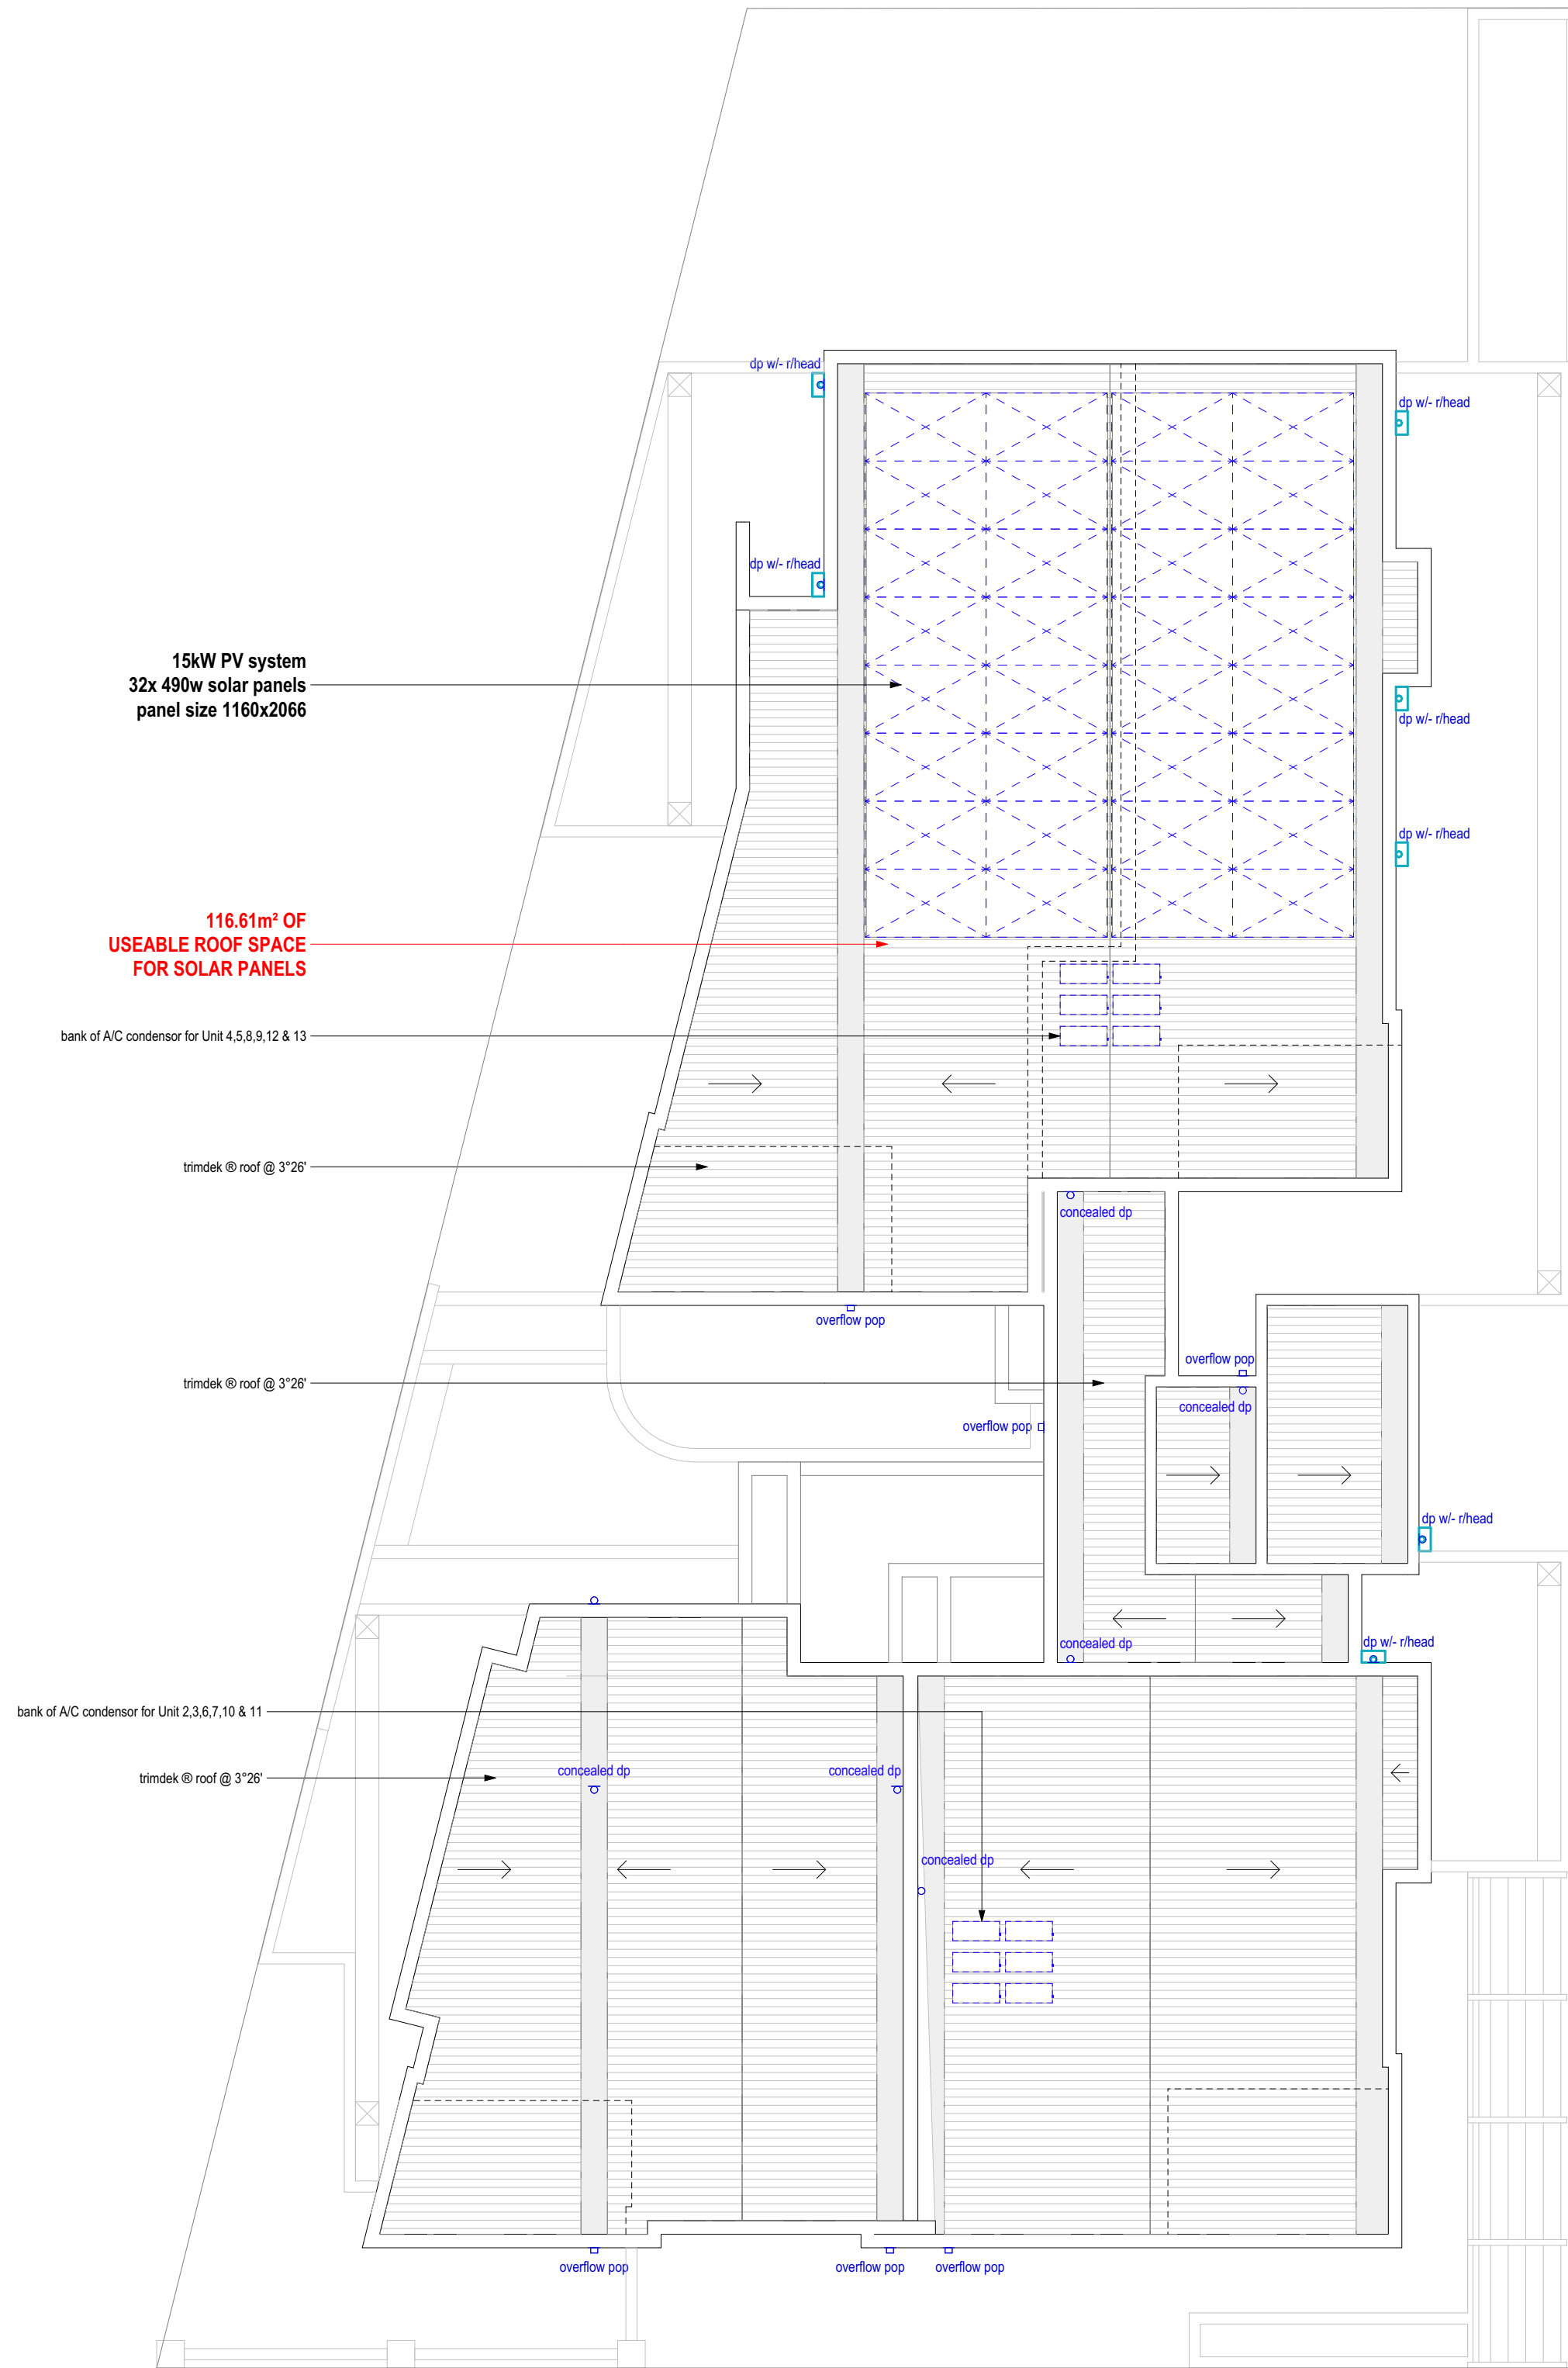 dp w/- r/head
dp w/- r/head
dp w/- r/head
15kW PV system
32x 490w solar panels
panel size 1160x2066
dp w/- r/head
dp w/- r/head
116.61m² OF
USEABLE ROOF SPACE
FOR SOLAR PANELS
bank of A/C condensor for Unit 4,5,8,9,12 & 13
trimdek ® roof @ 3°26'
concealed dp
overflow pop
overflow pop
trimdek ® roof @ 3°26'
concealed dp
overflow pop
dp w/- r/head
concealed dp
dp w/- r/head
bank of A/C condensor for Unit 2,3,6,7,10 & 11
concealed dp
concealed dp
trimdek ® roof @ 3°26'
concealed dp
overflow pop
overflow pop
overflow pop